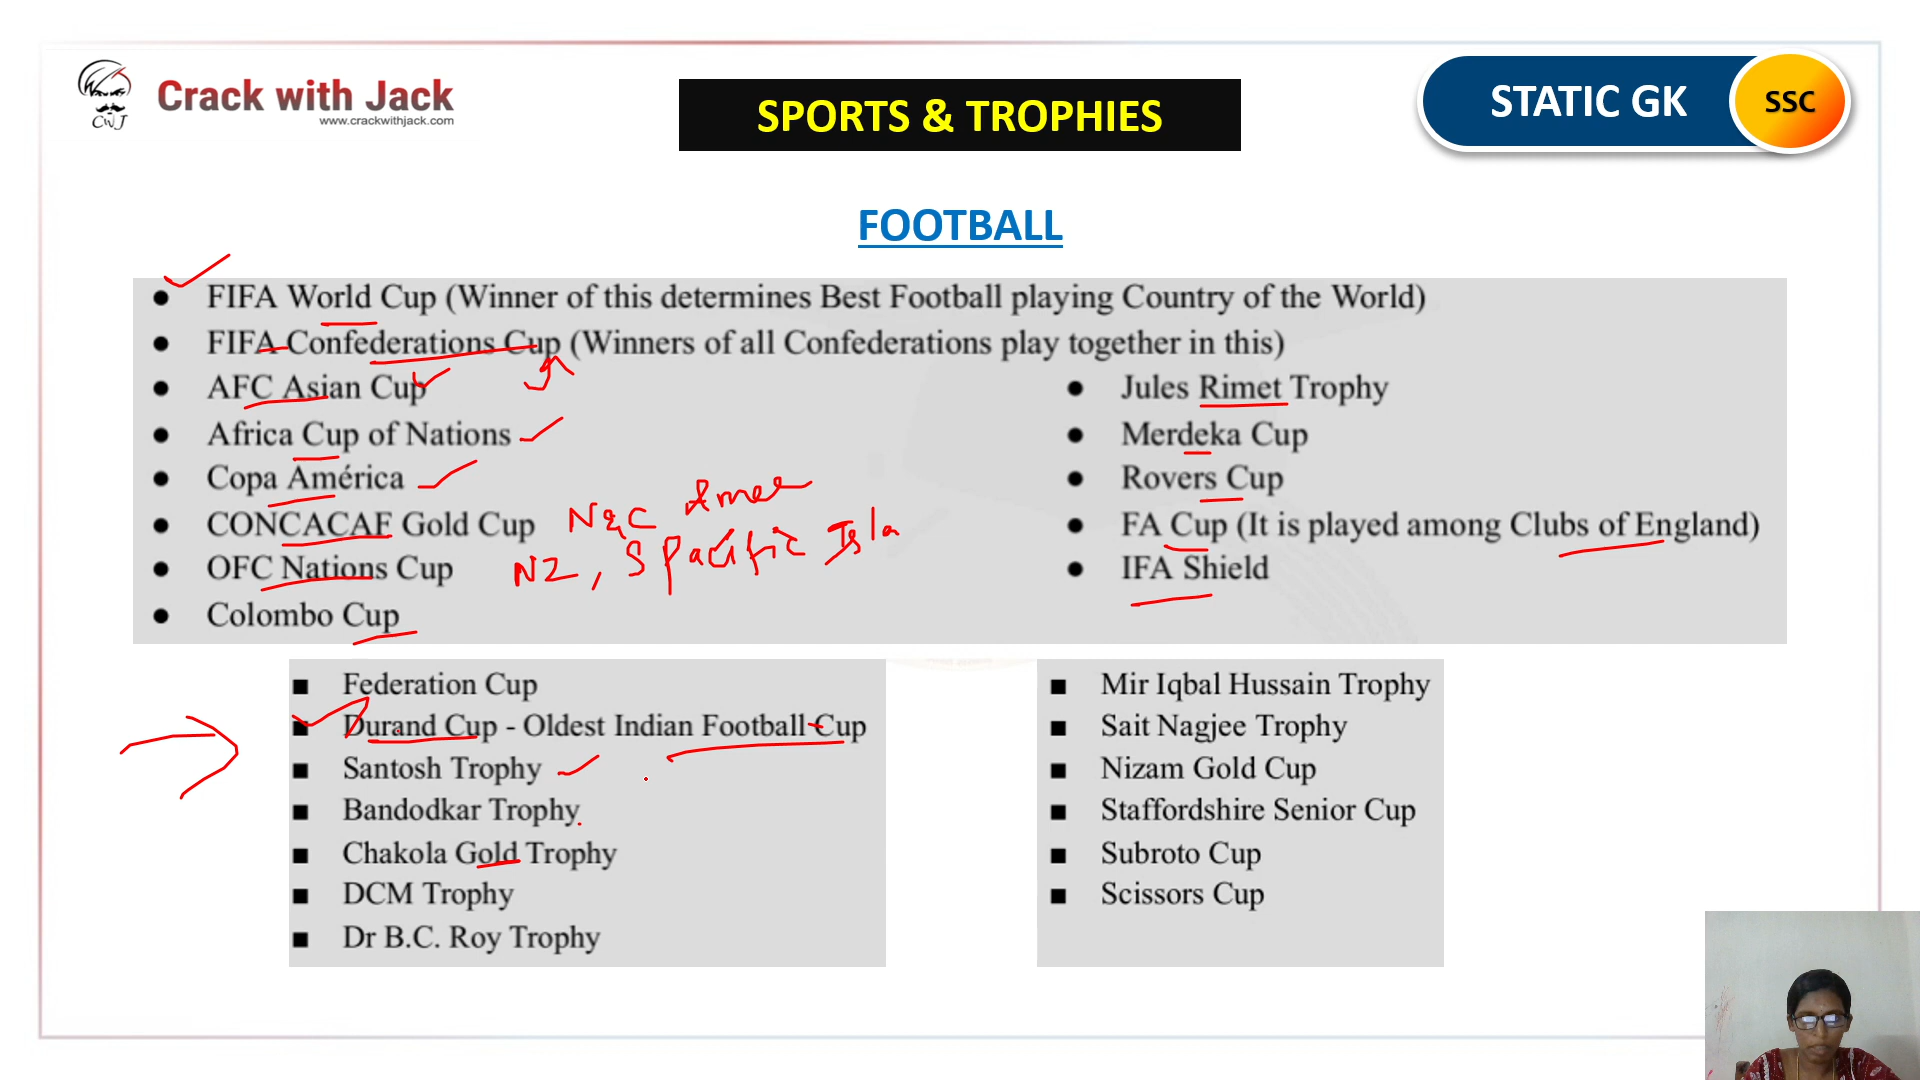 Crack with Jack
www.crackwithjack.com
CWJ
SPORTS & TROPHIES
STATIC GK
SSC
FOOTBALL
● FIFA World Cup (Winner of this determines Best Football playing Country of the World)
● FIFA Confederations Cup (Winners of all Confederations play together in this)
● AFC Asian Cup
● Africa Cup of Nations
● Copa América
● CONCACAF Gold Cup
N & C Amer
● OFC Nations Cup
NZ, S Pacific Isla
● Colombo Cup
● Jules Rimet Trophy
● Merdeka Cup
● Rovers Cup
● FA Cup (It is played among Clubs of England)
● IFA Shield
■ Federation Cup
■ Durand Cup - Oldest Indian Football Cup
■ Santosh Trophy
■ Bandodkar Trophy
■ Chakola Gold Trophy
■ DCM Trophy
■ Dr B.C. Roy Trophy
■ Mir Iqbal Hussain Trophy
■ Sait Nagjee Trophy
■ Nizam Gold Cup
■ Staffordshire Senior Cup
■ Subroto Cup
■ Scissors Cup